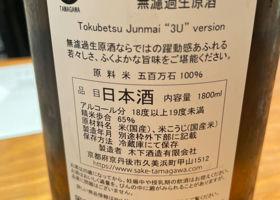 TAMAGAWA
無濾過生原酒
Tokubetsu Junmai “3U” version
無濾過生原酒ならではの躍動感あふれる
若々しさ、ふくよかな旨味をご堪能ください。
原料米 五百万石100%
品目 日本酒 内容量 1800ml
アルコール分 18度以上19度未満
精米歩合 65%
原材料名 米(国産)、米こうじ(国産米)
製造年月 別途枠外下部に記載
保存方法 冷蔵庫にて保存
製造者 木下酒造有限会社
京都府京丹後市久美浜町甲山1512
https://www.sake-tamagawa.com/